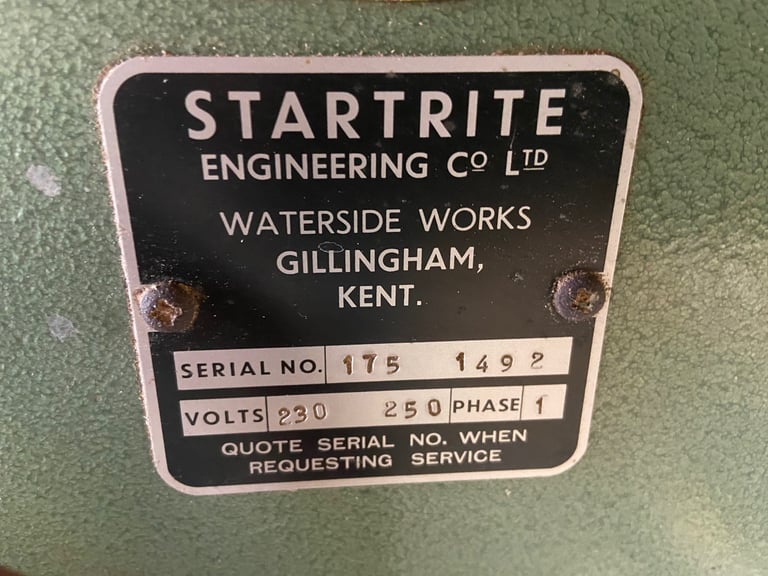 STARTRITE
ENGINEERING Co LTD
WATERSIDE WORKS
GILLINGHAM,
KENT.
SERIAL NO. 175 1492
VOLTS 230 250 PHASE 1
QUOTE SERIAL NO. WHEN
REQUESTING SERVICE